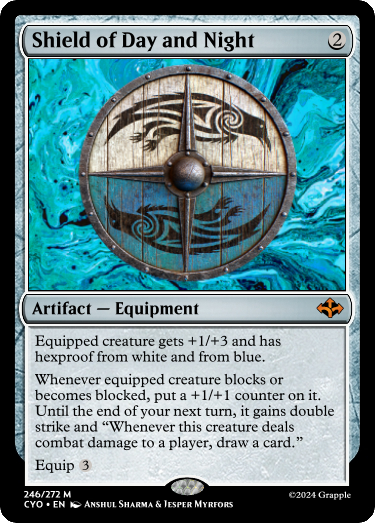 Shield of Day and Night 2
Artifact — Equipment
Equipped creature gets +1/+3 and has
hexproof from white and from blue.
Whenever equipped creature blocks or
becomes blocked, put a +1/+1 counter on it.
Until the end of your next turn, it gains double
strike and “Whenever this creature deals
combat damage to a player, draw a card.”
Equip 3
246/272 M
CYO • EN Anshul Sharma & Jesper Myrfors
©2024 Grapple